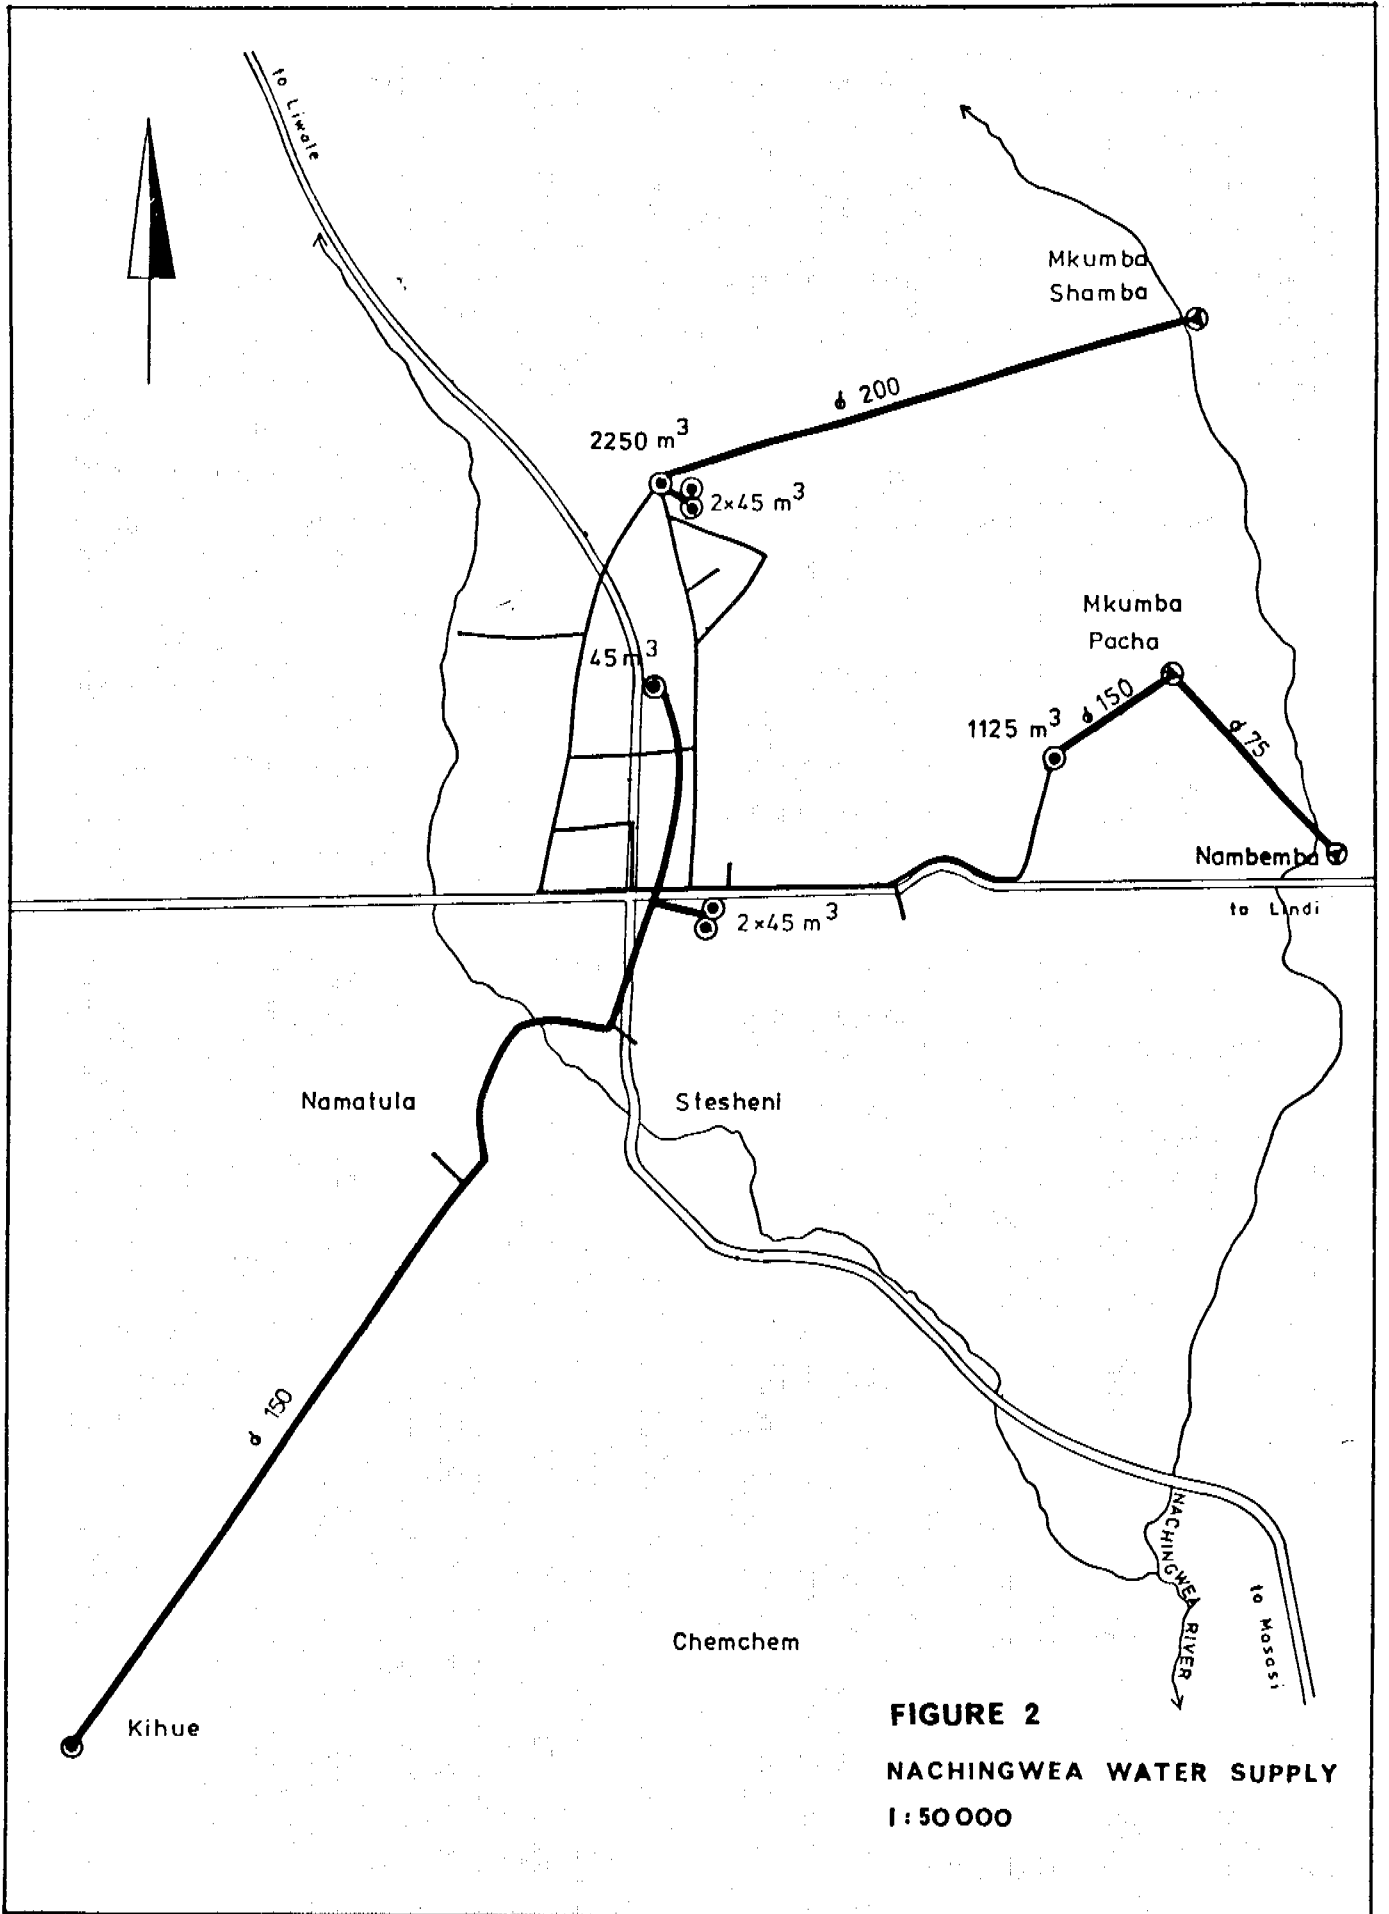 to Liwale
Mkumba
Shamba
ϕ 200
2250 m³
2×45 m³
Mkumba
Pacha
45 m³
ϕ 150
1125 m³
ϕ 75
Nambemba
to Lindi
2×45 m³
Namatula
Stesheni
ϕ 150
NACHINGWEA RIVER
to Masasi
Chemchem
Kihue
FIGURE 2
NACHINGWEA WATER SUPPLY
1:50 000